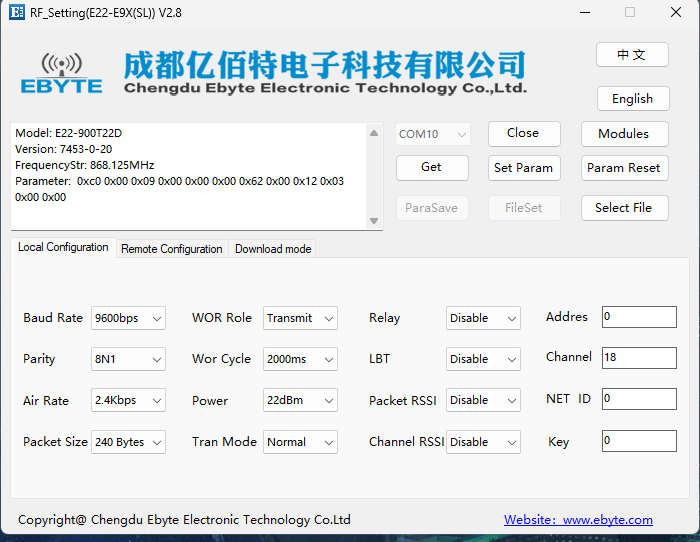 RF_Setting(E22-E9X(SL)) V2.8
EBYTE
成都亿佰特电子科技有限公司
Chengdu Ebyte Electronic Technology Co.,Ltd.
中 文
English
Model: E22-900T22D
Version: 7453-0-20
FrequencyStr: 868.125MHz
Parameter:  0xc0 0x00 0x09 0x00 0x00 0x00 0x62 0x00 0x12 0x03
0x00 0x00
COM10 Close Modules
Get Set Param Param Reset
ParaSave FileSet Select File
Local Configuration Remote Configuration Download mode
Baud Rate 9600bps WOR Role Transmit Relay Disable Addres 0
Parity 8N1 Wor Cycle 2000ms LBT Disable Channel 18
Air Rate 2.4Kbps Power 22dBm Packet RSSI Disable NET ID 0
Packet Size 240 Bytes Tran Mode Normal Channel RSSI Disable Key 0
Copyright@ Chengdu Ebyte Electronic Technology Co.Ltd Website: www.ebyte.com